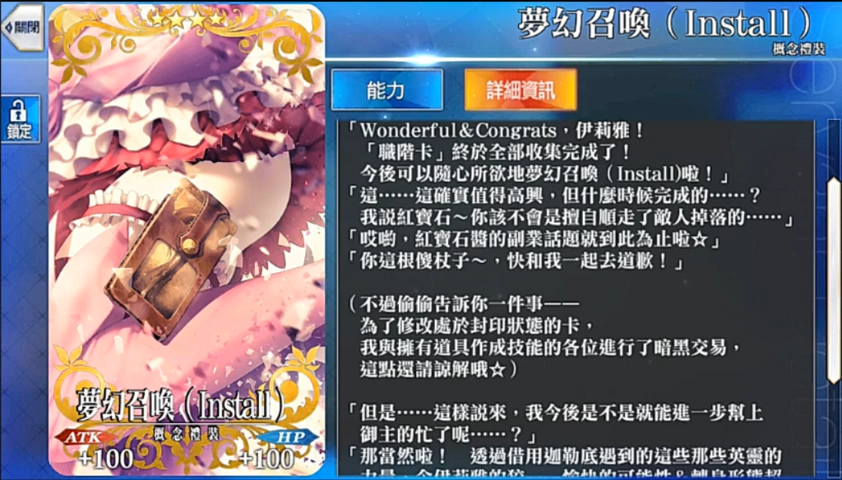 關閉
夢幻召喚（Install）
概念禮裝
能力
詳細資訊
鎖定
「Wonderful＆Congrats，伊莉雅！
「職階卡」終於全部收集完成了！
今後可以隨心所欲地夢幻召喚（Install)啦！」
「這……這確實值得高興，但什麼時候完成的……？
我說紅寶石～你該不會是擅自順走了敵人掉落的……」
「哎喲，紅寶石醬的副業話題就到此為止啦☆」
「你這根傻杖子～，快和我一起去道歉！」
（不過偷偷告訴你一件事——
為了修改處於封印狀態的卡，
我與擁有道具作成技能的各位進行了暗黑交易，
這點還請諒解哦☆）
「但是……這樣說來，我今後是不是就能進一步幫上
御主的忙了呢……？」
「那當然啦！　透過借用迦勒底遇到的這些那些英靈的
夢幻召喚（Install）
ATK
概念禮裝
HP
+100
+100